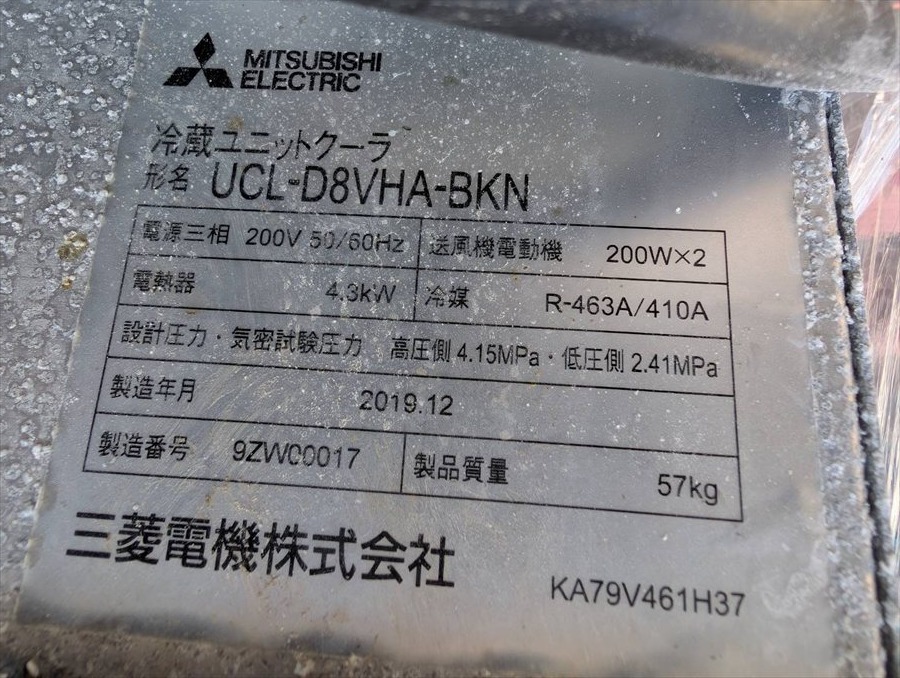 MITSUBISHI
ELECTRIC
冷蔵ユニットクーラ
形名 UCL-D8VHA-BKN
電源三相 200V 50/60Hz 送風機電動機 200W×2
電熱器 4.3kW 冷媒 R-463A/410A
設計圧力・気密試験圧力 高圧側 4.15MPa・低圧側 2.41MPa
製造年月 2019.12
製造番号 9ZW00017 製品質量 57kg
三菱電機株式会社
KA79V461H37